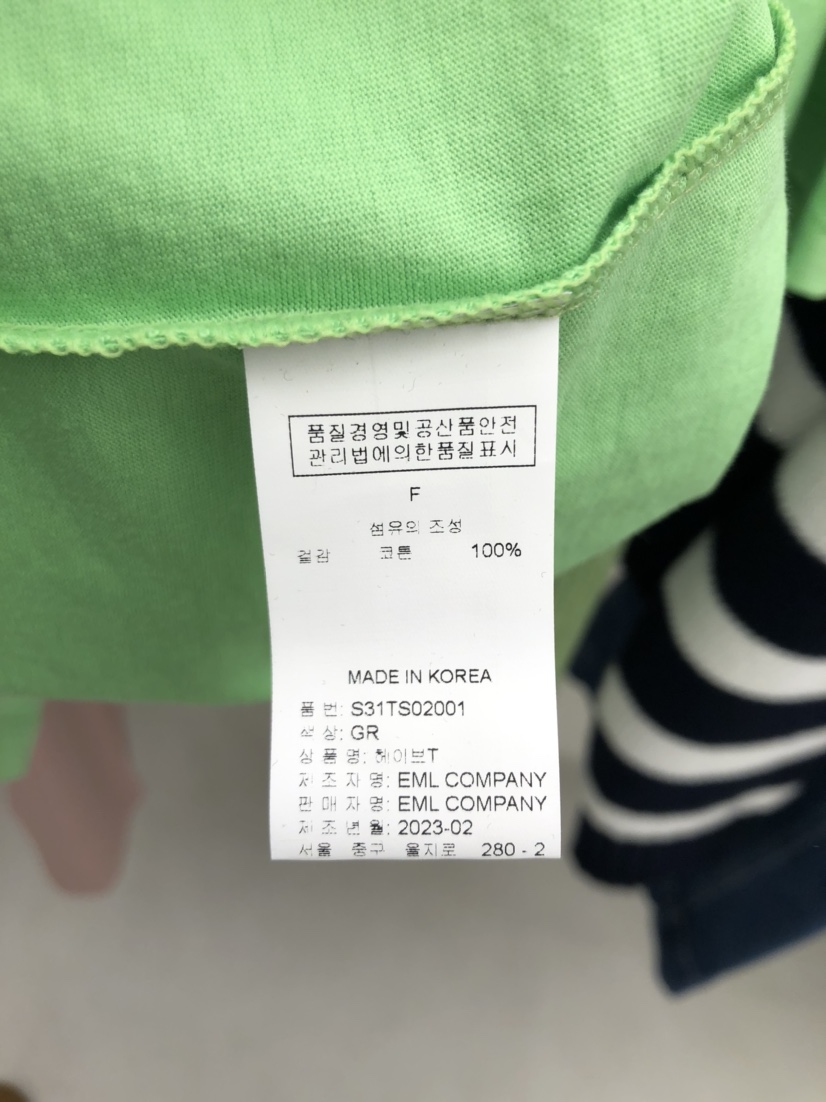 품질경영및공산품안전
관리법에의한품질표시
F
섬유의 조성
겉감 코튼 100%
MADE IN KOREA
품 번: S31TS02001
색 상: GR
상 품 명: 헤이브T
제 조 자 명: EML COMPANY
판 매 자 명: EML COMPANY
제 조 년 월: 2023-02
서울 중구 을지로 280 - 2